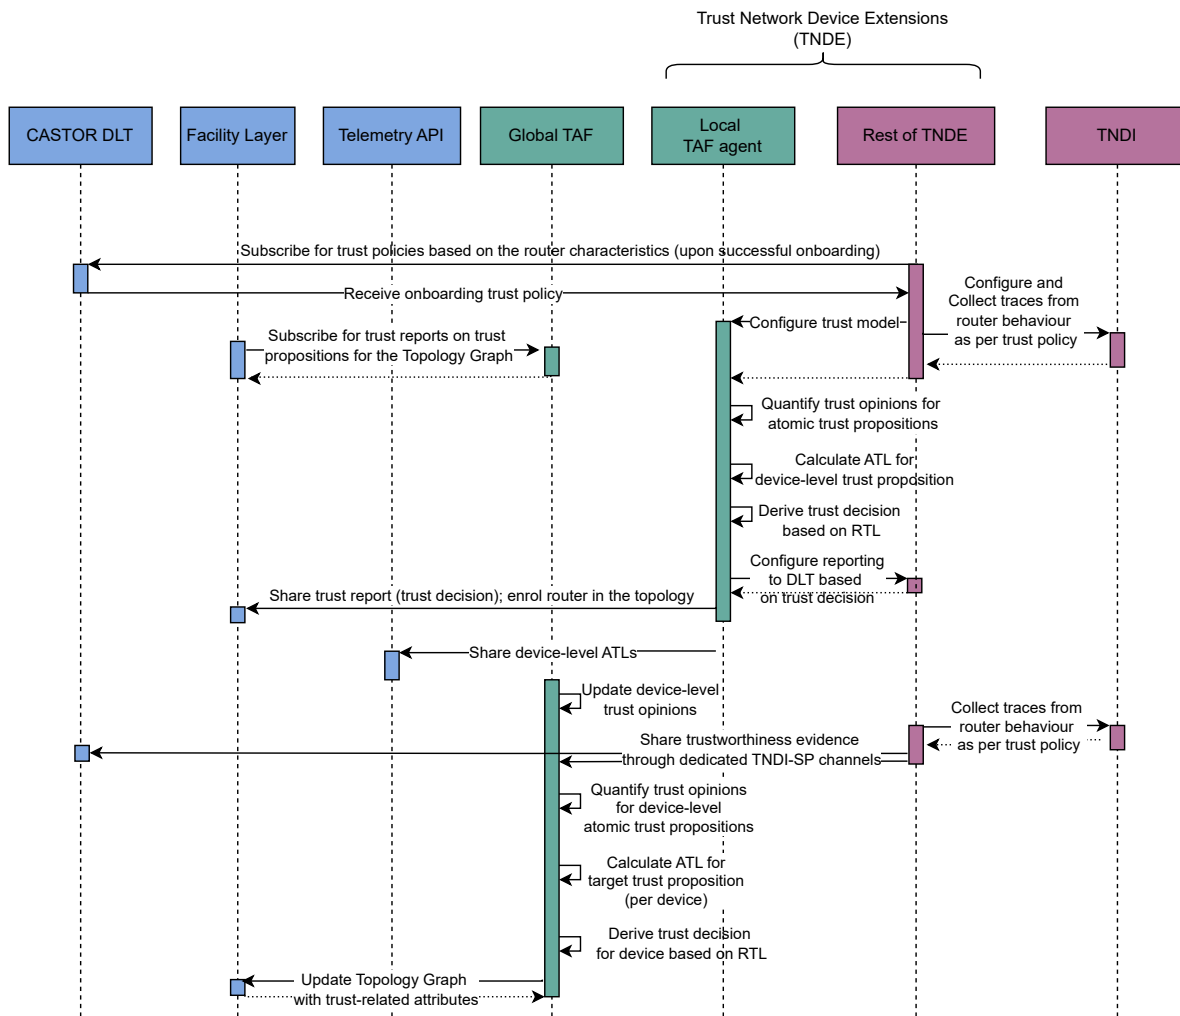 Trust Network Device Extensions
(TNDE)
CASTOR DLT
Facility Layer
Telemetry API
Global TAF
Local
TAF agent
Rest of TNDE
TNDI
Subscribe for trust policies based on the router characteristics (upon successful onboarding)
Receive onboarding trust policy
Configure and
Collect traces from
router behaviour
as per trust policy
Configure trust model
Subscribe for trust reports on trust
propositions for the Topology Graph
Quantify trust opinions for
atomic trust propositions
Calculate ATL for
device-level trust proposition
Derive trust decision
based on RTL
Configure reporting
to DLT based
on trust decision
Share trust report (trust decision); enrol router in the topology
Share device-level ATLs
Update device-level
trust opinions
Collect traces from
router behaviour
as per trust policy
Share trustworthiness evidence
through dedicated TNDI-SP channels
Quantify trust opinions
for device-level
atomic trust propositions
Calculate ATL for
target trust proposition
(per device)
Derive trust decision
for device based on RTL
Update Topology Graph
with trust-related attributes